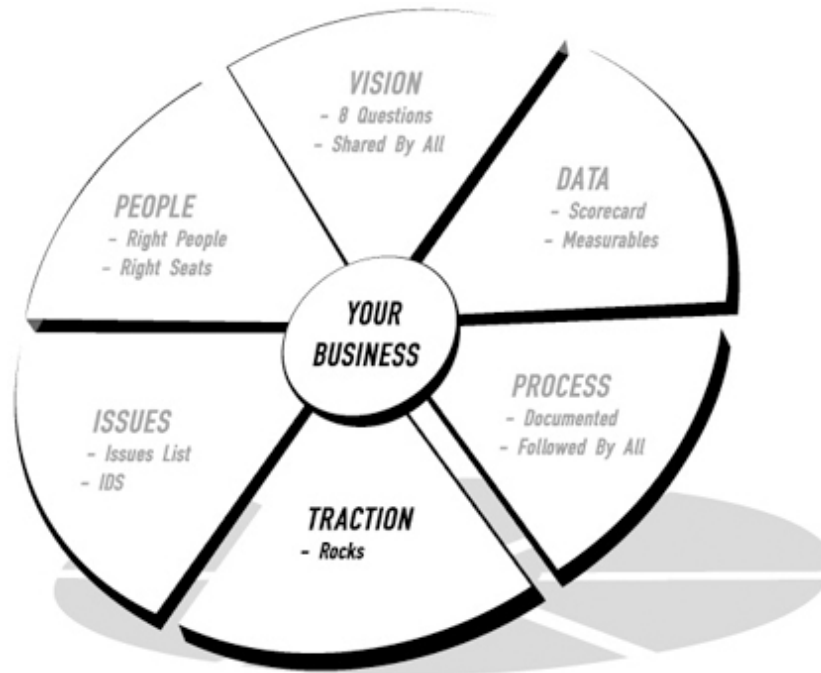 VISION
- 8 Questions
- Shared By All
DATA
- Scorecard
- Measurables
PEOPLE
- Right People
- Right Seats
YOUR
BUSINESS
PROCESS
- Documented
- Followed By All
ISSUES
- Issues List
- IDS
TRACTION
- Rocks